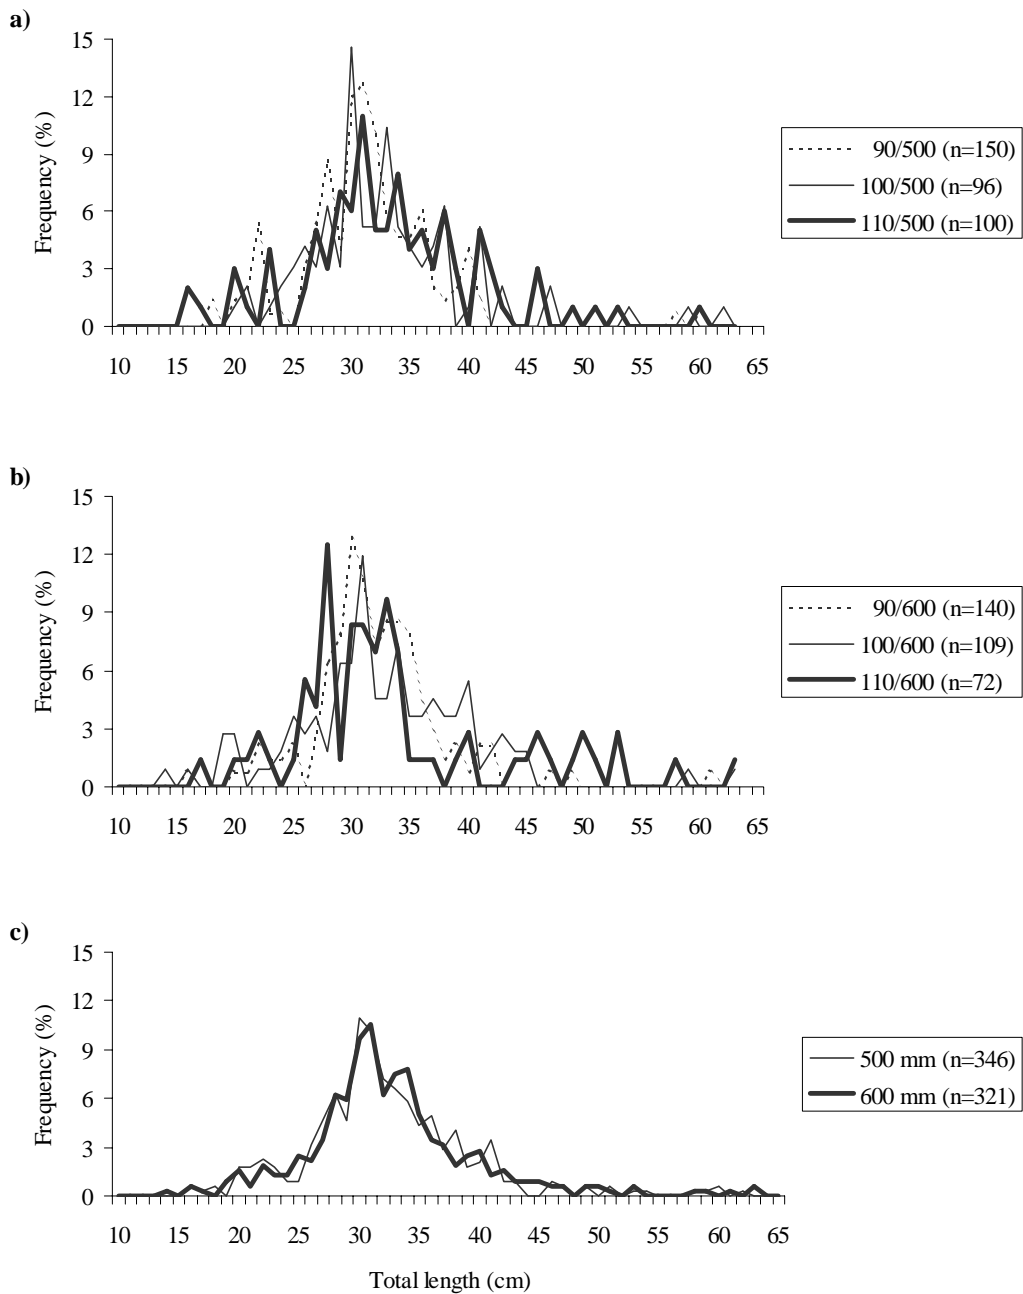 a)
15
12
9
6
3
0
Frequency (%)
10 15 20 25 30 35 40 45 50 55 60 65
90/500 (n=150)
100/500 (n=96)
110/500 (n=100)
b)
15
12
9
6
3
0
Frequency (%)
10 15 20 25 30 35 40 45 50 55 60 65
90/600 (n=140)
100/600 (n=109)
110/600 (n=72)
c)
15
12
9
6
3
0
Frequency (%)
10 15 20 25 30 35 40 45 50 55 60 65
Total length (cm)
500 mm (n=346)
600 mm (n=321)